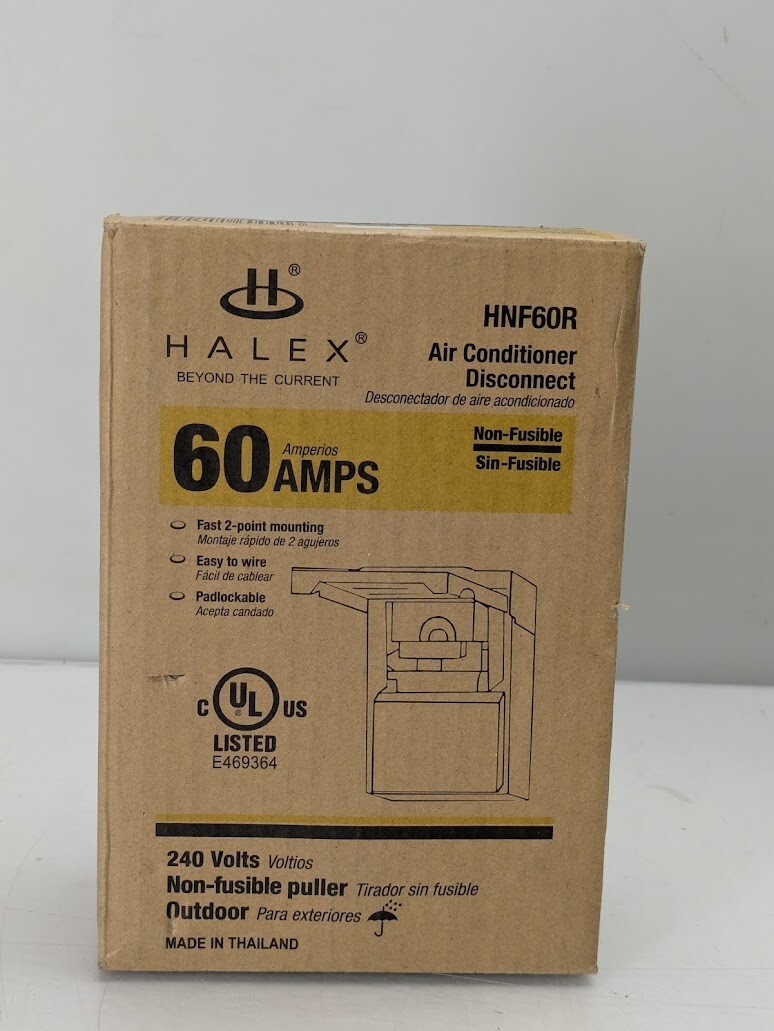 H®
HALEX®
BEYOND THE CURRENT
HNF60R
Air Conditioner
Disconnect
Desconectador de aire acondicionado
60 Amperios
AMPS
Non-Fusible
Sin-Fusible
Fast 2-point mounting
Montaje rápido de 2 agujeros
Easy to wire
Fácil de cablear
Padlockable
Acepta candado
C UL® US
LISTED
E469364
240 Volts Voltios
Non-fusible puller Tirador sin fusible
Outdoor Para exteriores
MADE IN THAILAND